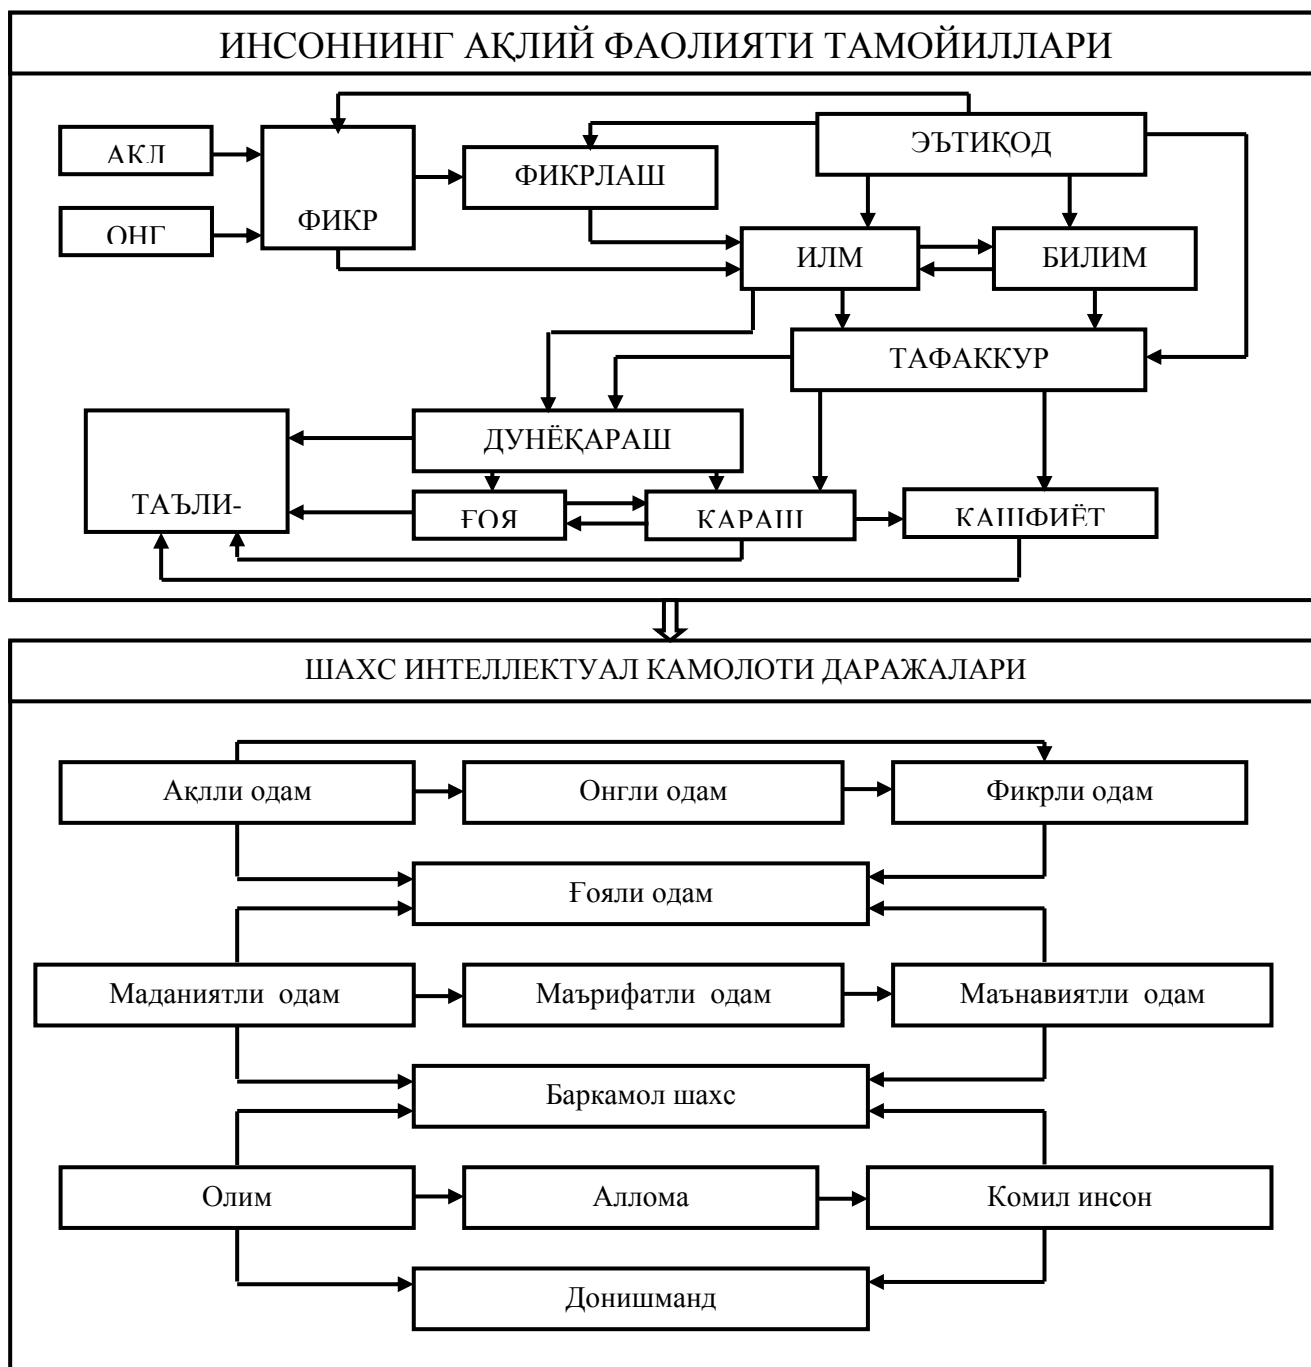 ИНСОННИНГ АҚЛИЙ ФАОЛИЯТИ ТАМОЙИЛЛАРИ
АҚЛ
ЭЪТИҚОД
ФИКРЛАШ
ОНГ
ФИКР
ИЛМ
БИЛИМ
ТАФАККУР
ДУНЁҚАРАШ
ТАЪЛИ-
ҒОЯ
ҚАРАШ
КАШФИЁТ
ШАХС ИНТЕЛЛЕКТУАЛ КАМОЛОТИ ДАРАЖАЛАРИ
Ақлли одам
Онгли одам
Фикрли одам
Ғояли одам
Маданиятли одам
Маърифатли одам
Маънавиятли одам
Баркамол шахс
Олим
Аллома
Комил инсон
Донишманд